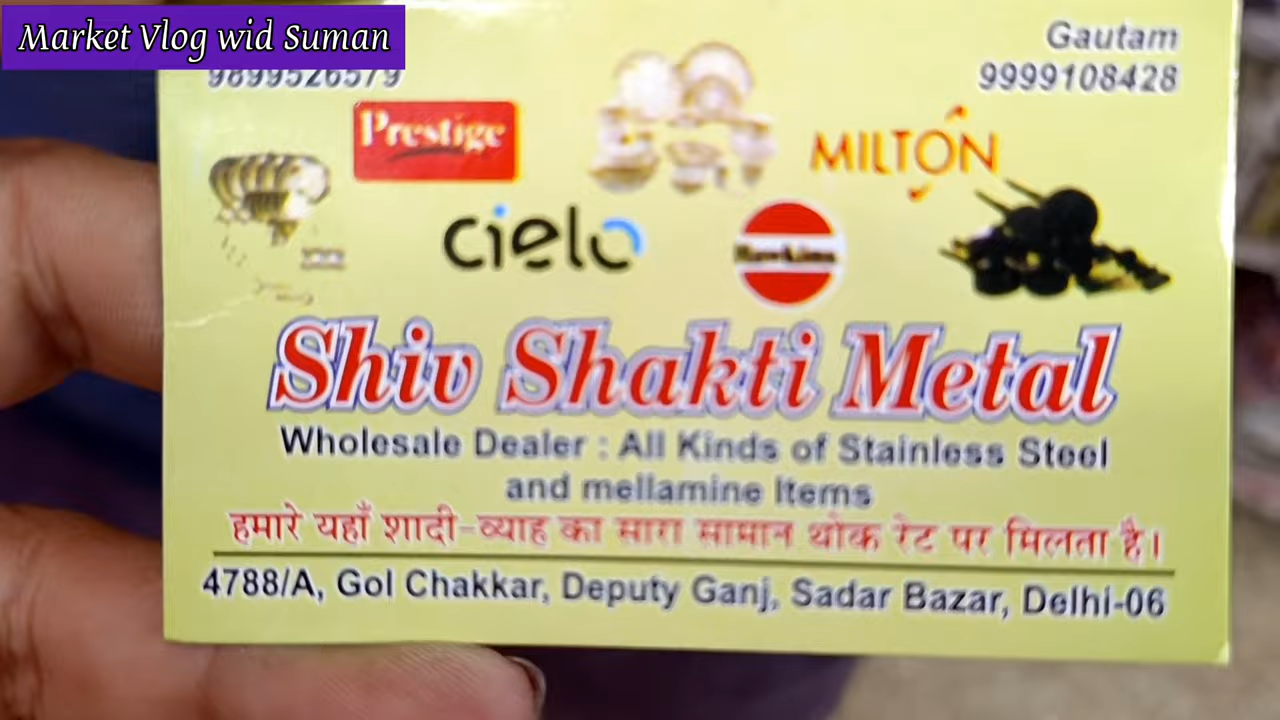 Market Vlog wid Suman
Gautam
9899526579
9999108428
Prestige
MILTON
cielo
Hawkins
Shiv Shakti Metal
Wholesale Dealer : All Kinds of Stainless Steel
and mellamine Items
हमारे यहाँ शादी-व्याह का सारा सामान थोक रेट पर मिलता है।
4788/A, Gol Chakkar, Deputy Ganj, Sadar Bazar, Delhi-06